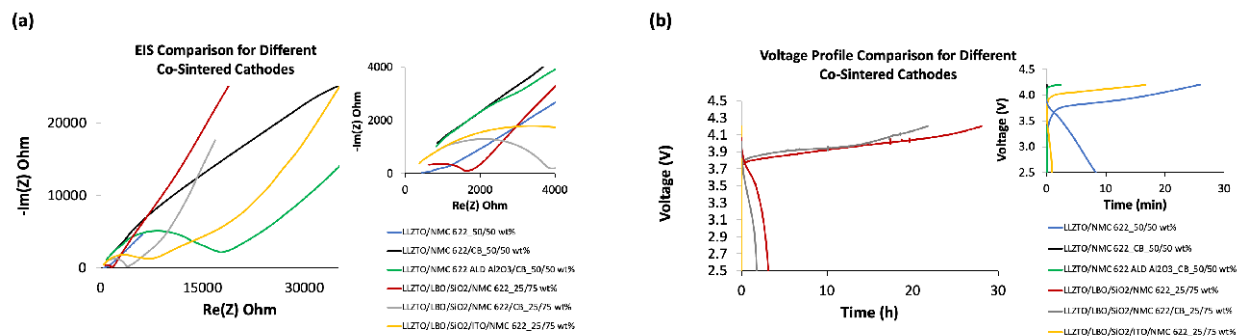 (a)
EIS Comparison for Different
Co-Sintered Cathodes
-Im(Z) Ohm
20000
10000
0
0
15000
30000
Re(Z) Ohm
-Im(Z) Ohm
4000
2000
0
0
2000
4000
Re(Z) Ohm
LLZTO/NMC 622_50/50 wt%
LLZTO/NMC 622/CB_50/50 wt%
LLZTO/NMC 622 ALD Al2O3/CB_50/50 wt%
LLZTO/LBO/SiO2/NMC 622_25/75 wt%
LLZTO/LBO/SiO2/NMC 622/CB_25/75 wt%
LLZTO/LBO/SiO2/ITO/NMC 622_25/75 wt%
(b)
Voltage Profile Comparison for Different
Co-Sintered Cathodes
Voltage (V)
4.5
4.3
4.1
3.9
3.7
3.5
3.3
3.1
2.9
2.7
2.5
0
10
20
30
Time (h)
Voltage (V)
4.5
4.0
3.5
3.0
2.5
0
10
20
30
Time (min)
LLZTO/NMC 622_50/50 wt%
LLZTO/NMC 622_CB_50/50 wt%
LLZTO/NMC 622 ALD Al2O3_CB_50/50 wt%
LLZTO/LBO/SiO2/NMC 622_25/75 wt%
LLZTO/LBO/SiO2/NMC 622/CB_25/75 wt%
LLZTO/LBO/SiO2/ITO/NMC 622_25/75 wt%